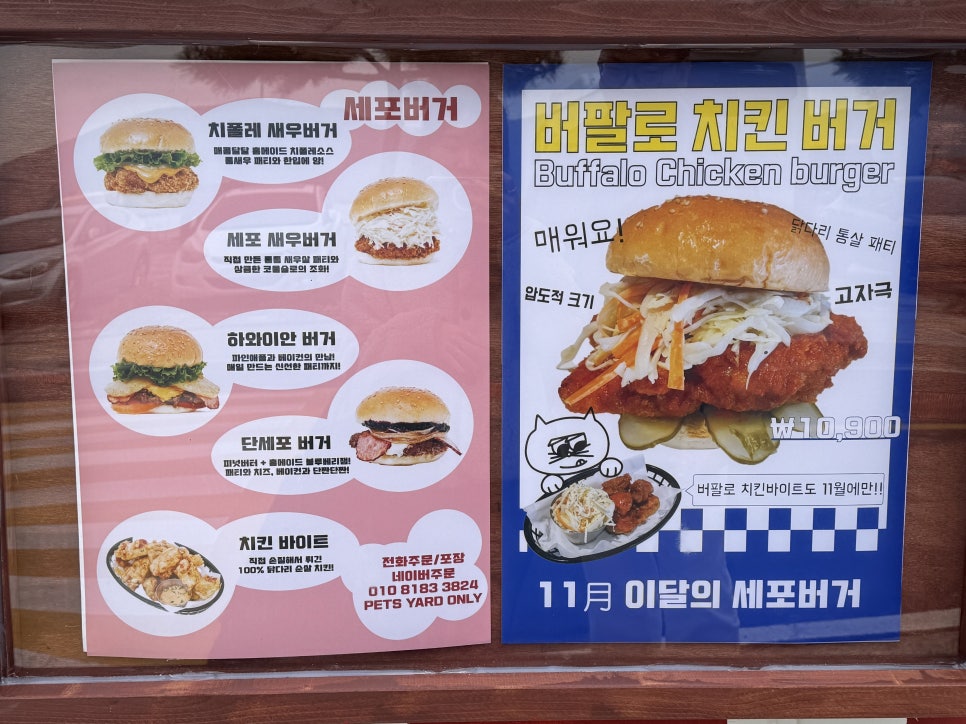 세포버거
치폴레 새우버거
매콤달달 홈메이드 치폴레소스
통새우 패티와 한입에 앙!
세포 새우버거
직접 만든 통통 새우살 패티와
상큼한 코울슬로의 조화!
하와이안 버거
파인애플과 베이컨의 만남!
매일 만드는 신선한 패티까지!
단세포 버거
피넛버터 + 홈메이드 블루베리잼!
패티와 치즈, 베이컨과 단짠단짠!
치킨 바이트
직접 손질해서 튀긴
100% 닭다리 순살 치킨!
전화주문/포장
네이버주문
010 8183 3824
PETS YARD ONLY
버팔로 치킨 버거
Buffalo Chicken burger
매워요!
닭다리 통살 패티
압도적 크기
고자극
₩10,900
버팔로 치킨바이트도 11월에만!!
11月 이달의 세포버거